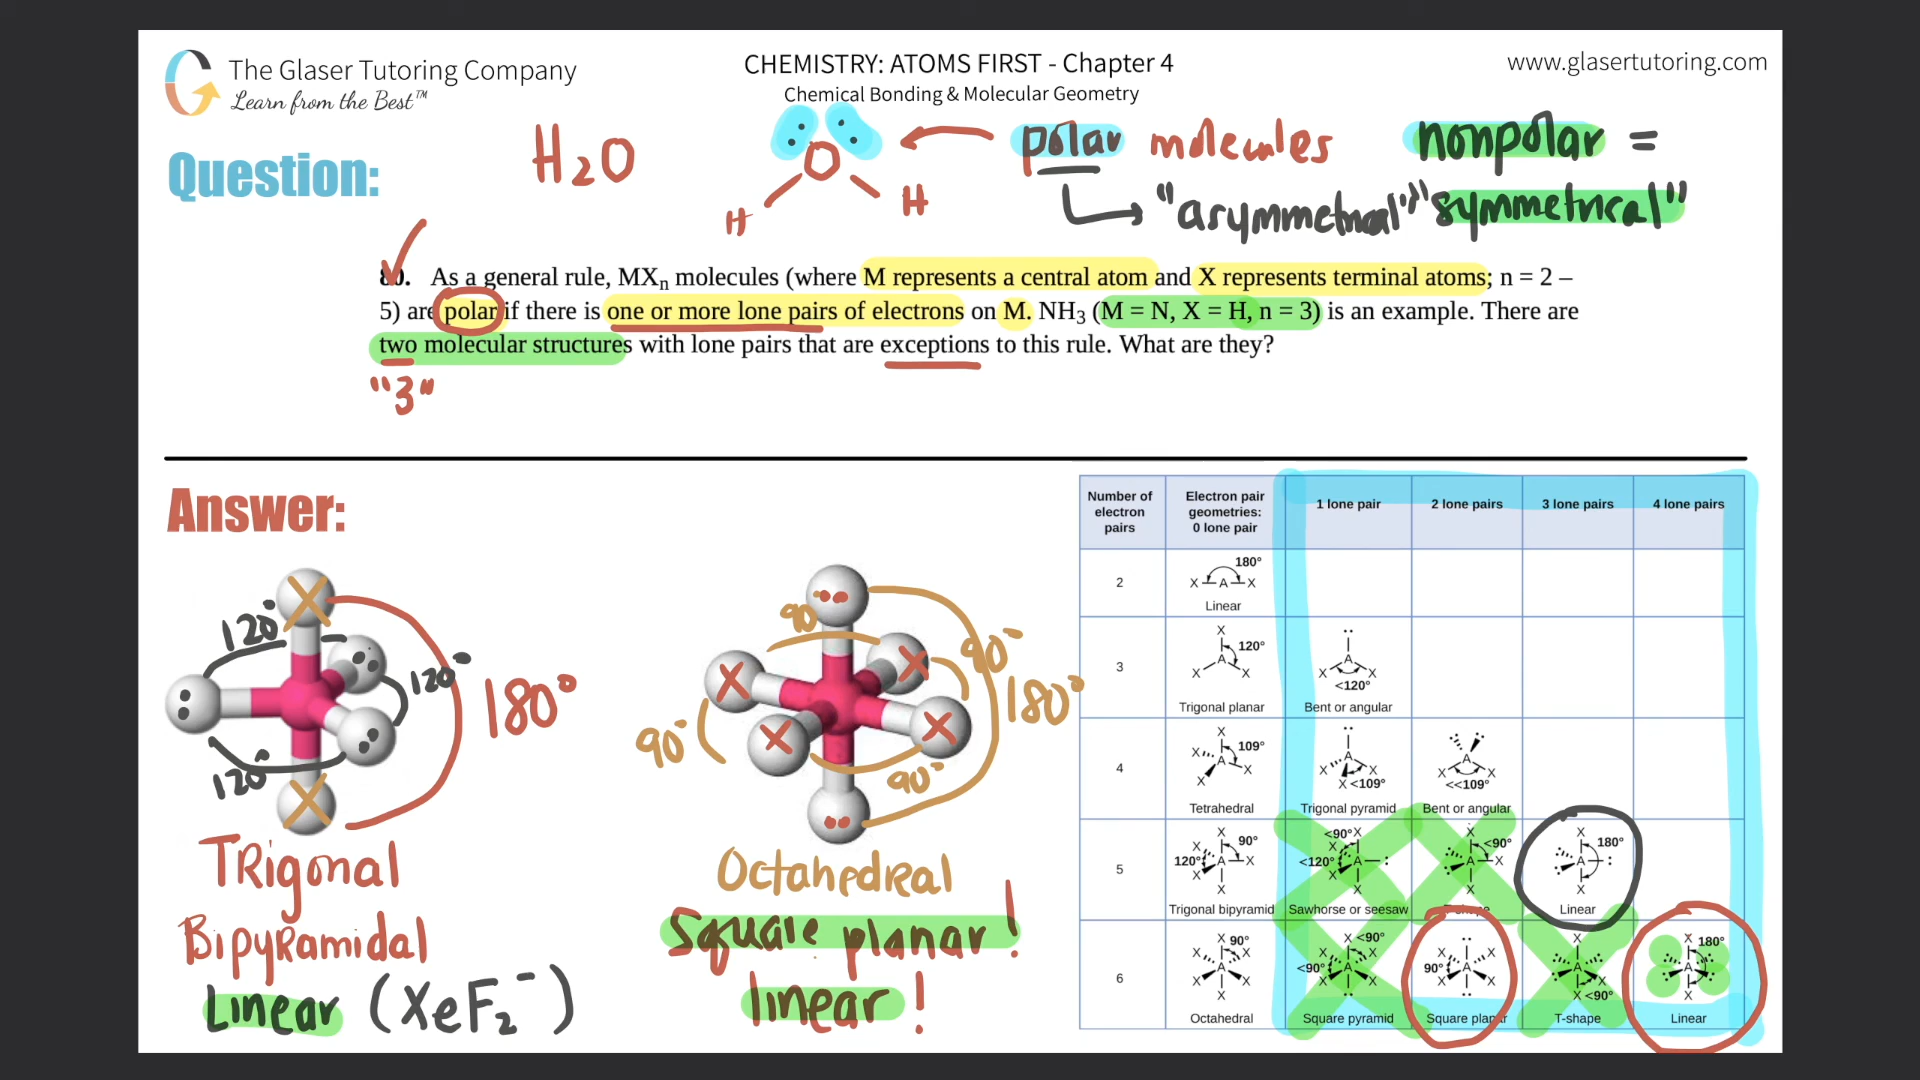 The Glaser Tutoring Company
Learn from the Best™
CHEMISTRY: ATOMS FIRST - Chapter 4
Chemical Bonding & Molecular Geometry
www.glasertutoring.com
Question:
H₂O
O
H
H
polar molecules
"asymmetrical"
nonpolar =
"symmetrical"
80. As a general rule, MXₙ molecules (where M represents a central atom and X represents terminal atoms; n = 2 –
5) are polar if there is one or more lone pairs of electrons on M. NH₃ (M = N, X = H, n = 3) is an example. There are
two molecular structures with lone pairs that are exceptions to this rule. What are they?
"3"
Answer:
120°
120°
120°
180°
Trigonal
Bipyramidal
Linear (XeF₂⁻)
90
90°
90°
90°
180°
Octahedral
Square planar!
linear!
Number of electron pairs
Electron pair geometries: 0 lone pair
1 lone pair
2 lone pairs
3 lone pairs
4 lone pairs
2
180°
X A X
Linear
3
X
120°
A
X X
Trigonal planar
A
X X
<120°
Bent or angular
4
X
109°
X A X
X
Tetrahedral
A
X X
X <109°
Trigonal pyramid
A
X X
<<109°
Bent or angular
5
X
90°
120°
X A X
X
X
Trigonal bipyramid
<90° X
<120°
X A
X
X
Sawhorse or seesaw
X
<90°
A X
X
X
180°
A
X
Linear
6
X 90°
X X
A
X X
X
Octahedral
X <90°
X X
<90°
A
X X
Square pyramid
X X
90°
A
X X
Square planar
X
A
X
X <90°
T-shape
X 180°
A
X
Linear